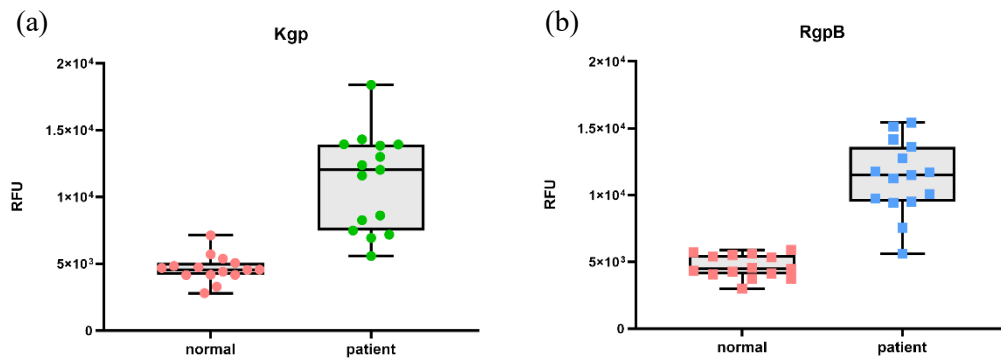 (a)
Kgp
2×10⁴
1.5×10⁴
1×10⁴
5×10³
0
RFU
normal patient
(b)
RgpB
2×10⁴
1.5×10⁴
1×10⁴
5×10³
0
RFU
normal patient